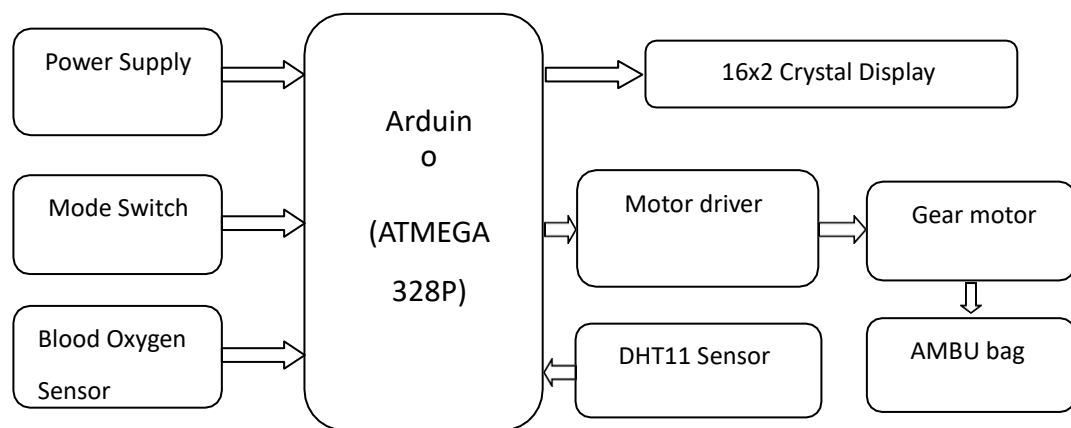 Power Supply
Mode Switch
Blood Oxygen
Sensor
Arduin
o
(ATMEGA
328P)
16x2 Crystal Display
Motor driver
Gear motor
DHT11 Sensor
AMBU bag